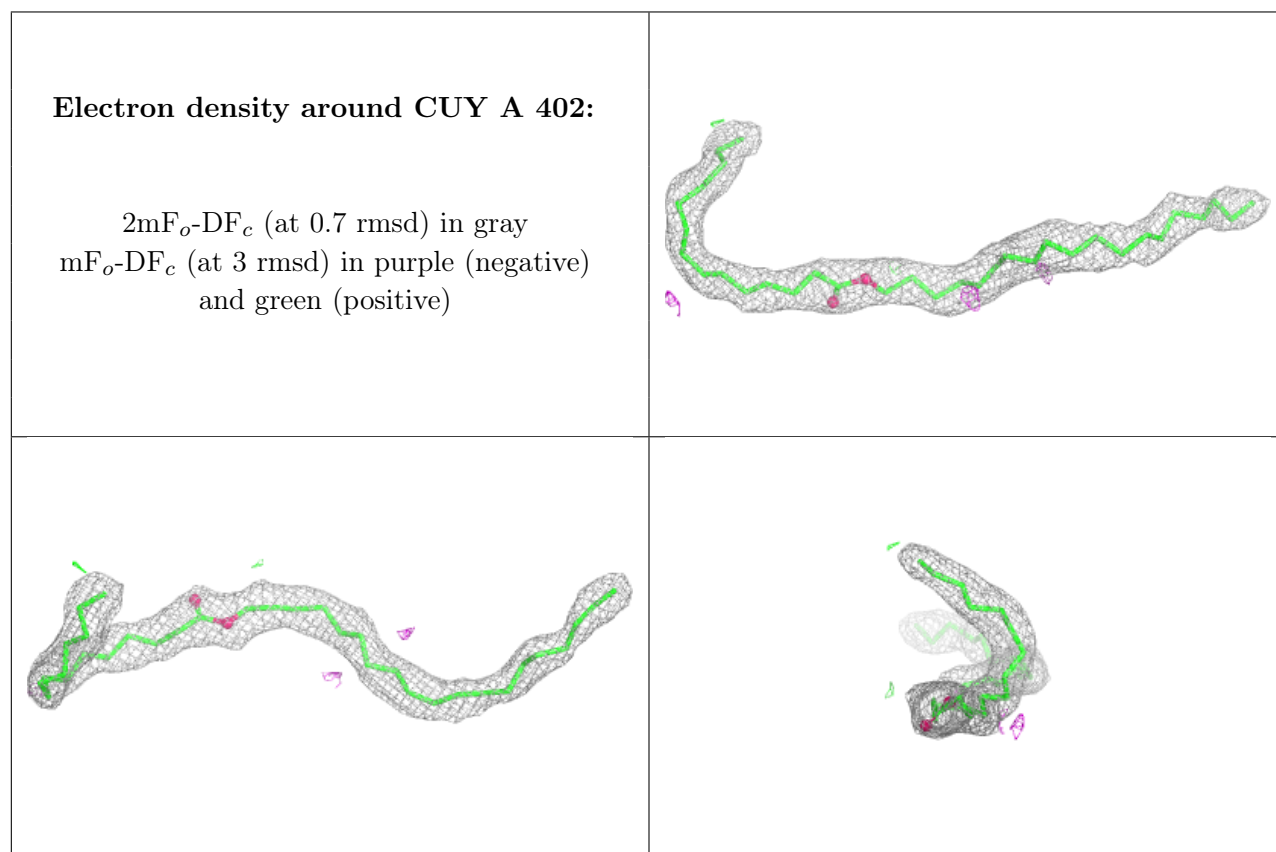 Electron density around CUY A 402:
2mFo-DFc (at 0.7 rmsd) in gray
mFo-DFc (at 3 rmsd) in purple (negative)
and green (positive)